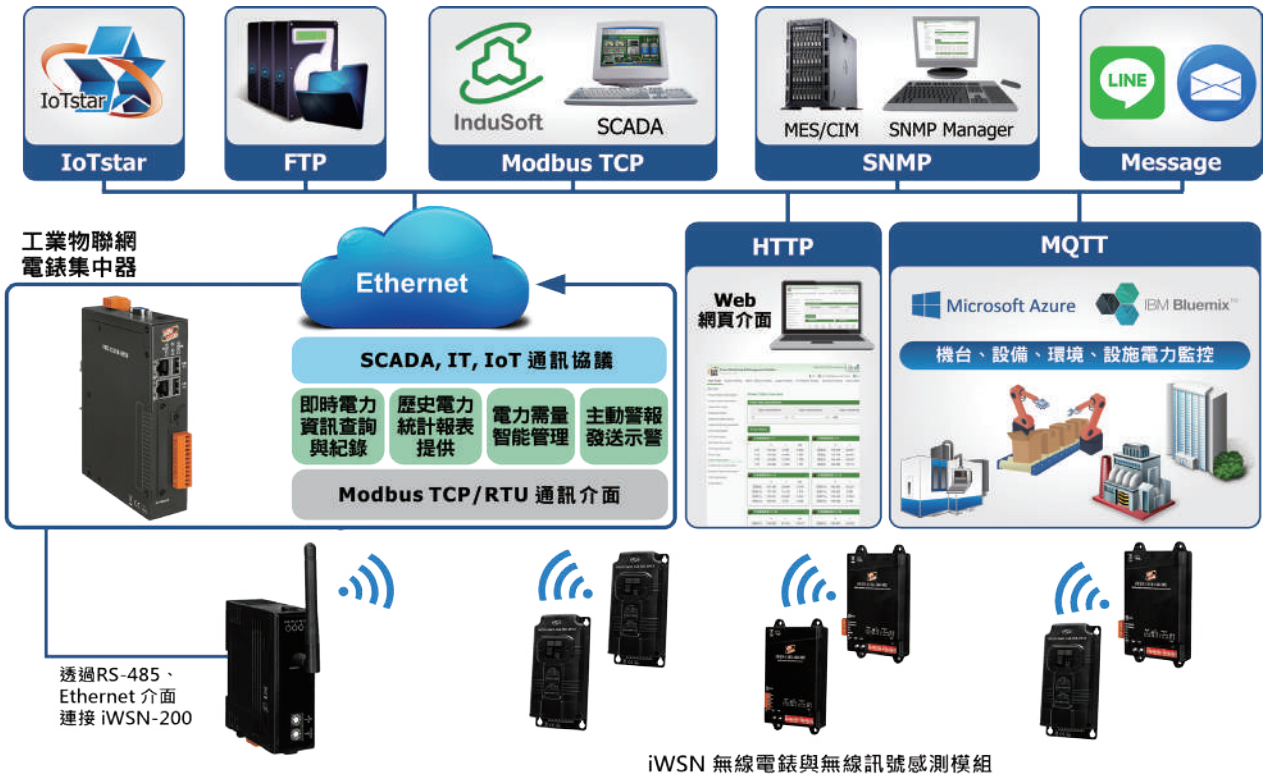 IoTstar
IoTstar
FTP
InduSoft
SCADA
Modbus TCP
MES/CIM
SNMP Manager
SNMP
LINE
Message
工業物聯網
電錶集中器
Ethernet
SCADA, IT, IoT 通訊協議
即時電力
資訊查詢
與紀錄
歷史電力
統計報表
提供
電力需量
智能管理
主動警報
發送示警
Modbus TCP/RTU 通訊介面
HTTP
Web
網頁介面
MQTT
Microsoft Azure
IBM Bluemix™
機台、設備、環境、設施電力監控
透過RS-485、
Ethernet 介面
連接 iWSN-200
iWSN 無線電錶與無線訊號感測模組